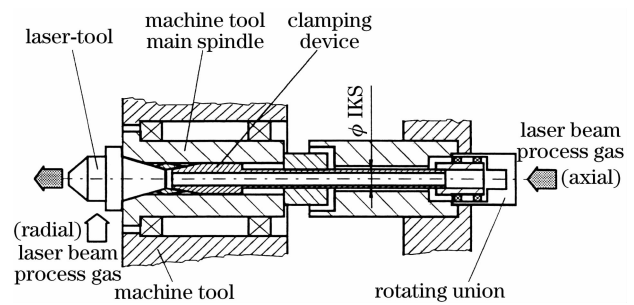 laser-tool
machine tool
main spindle
clamping
device
ϕ IKS
laser beam
process gas
(axial)
(radial)
laser beam
process gas
machine tool
rotating union